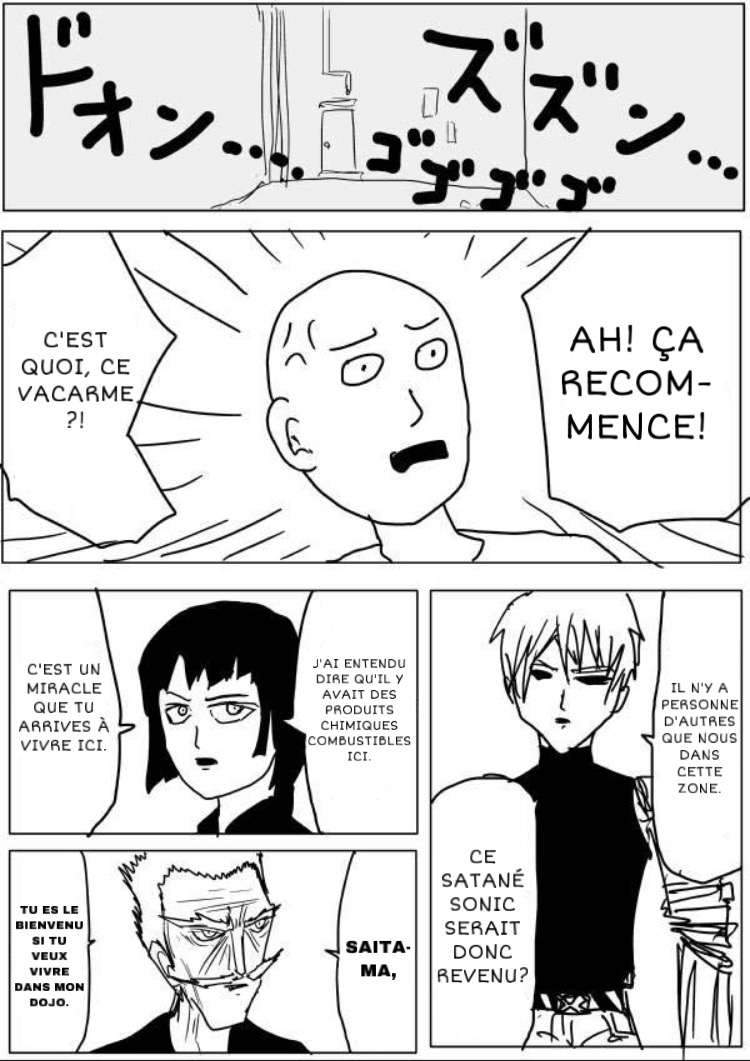 ドオン……
ズズン…
ゴゴゴゴ
AH! ÇA
RECOM-
MENCE!
C'EST
QUOI, CE
VACARME
?!
IL N'Y A
PERSONNE
D'AUTRES
QUE NOUS
DANS
CETTE
ZONE.
CE
SATANÉ
SONIC
SERAIT
DONC
REVENU?
J'AI ENTENDU
DIRE QU'IL Y
AVAIT DES
PRODUITS
CHIMIQUES
COMBUSTIBLES
ICI.
C'EST UN
MIRACLE
QUE TU
ARRIVES À
VIVRE ICI.
SAITA-
MA,
TU ES LE
BIENVENU
SI TU
VEUX
VIVRE
DANS MON
DOJO.